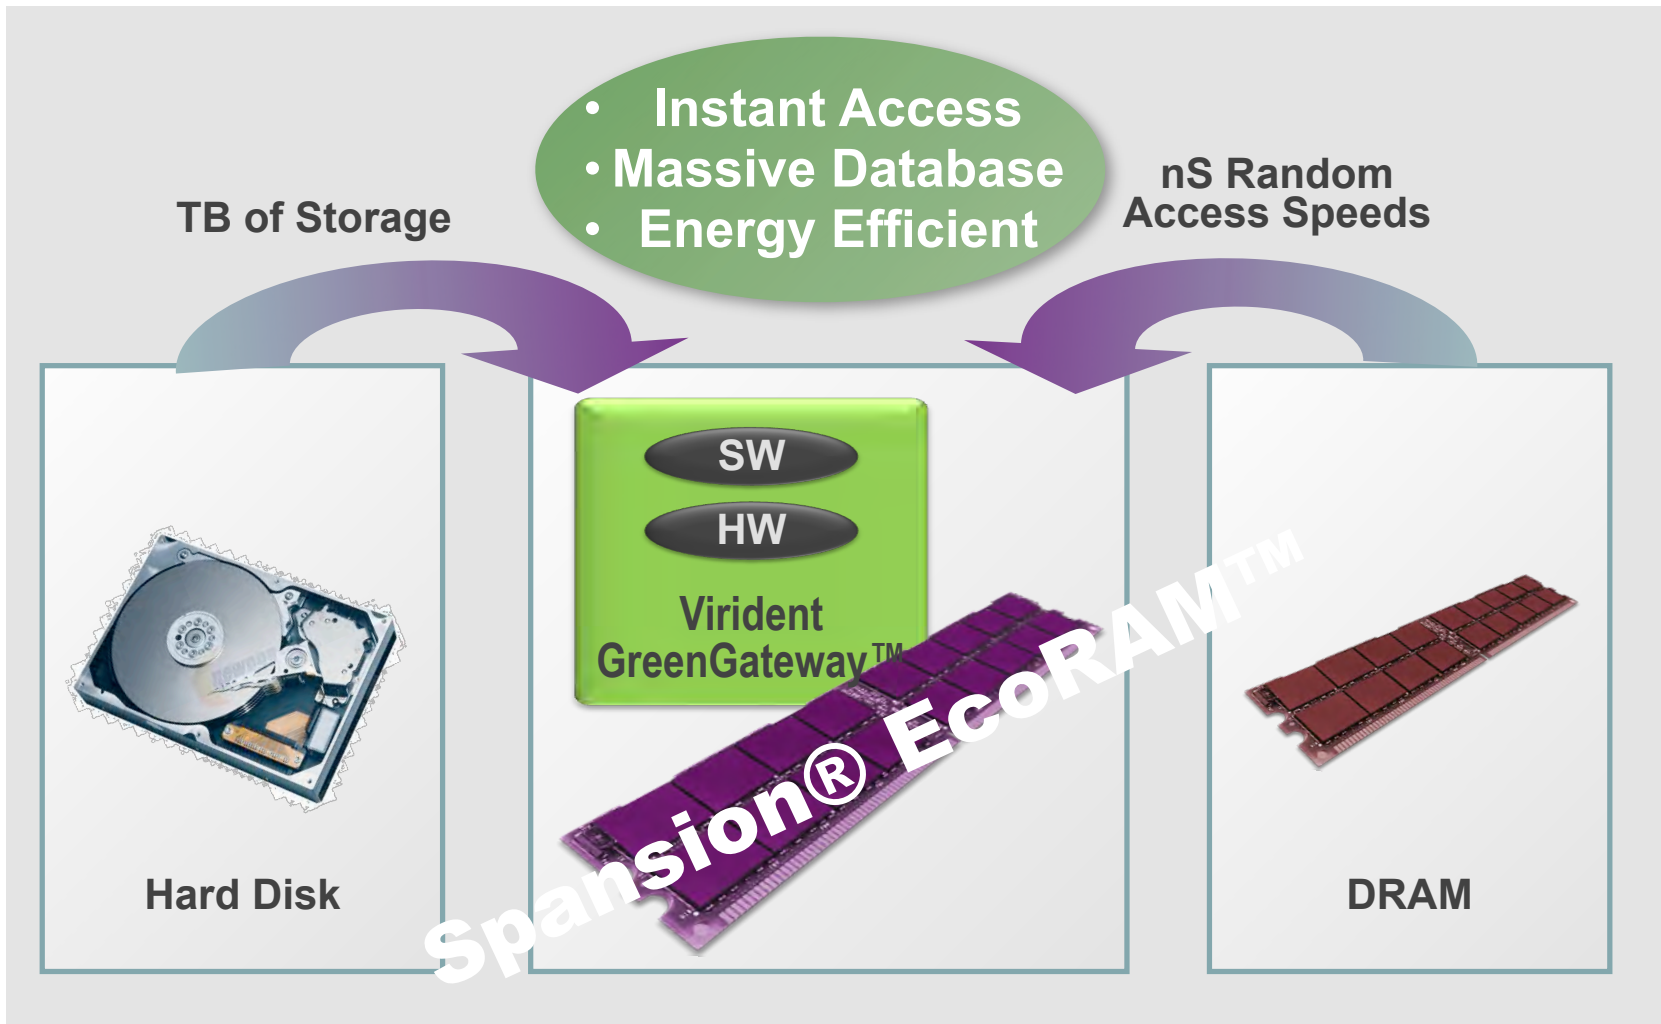 • Instant Access
• Massive Database
• Energy Efficient
TB of Storage
nS Random
Access Speeds
SW
HW
Virident
GreenGateway™
Spansion® EcoRAM™
Hard Disk
DRAM